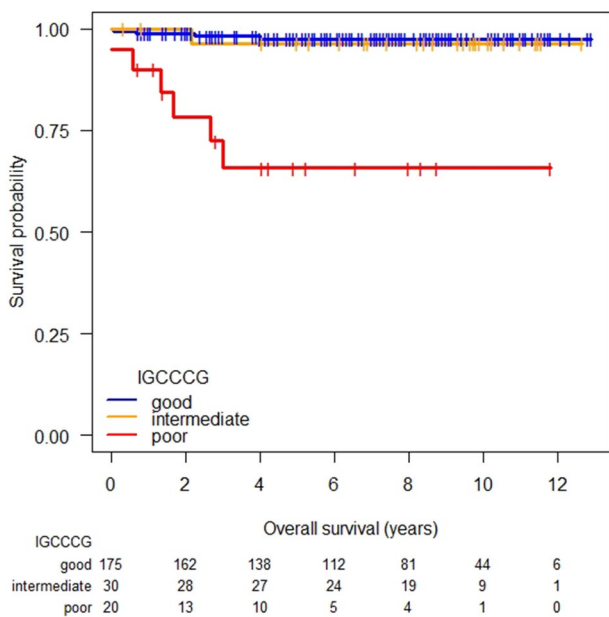 1.00
0.75
0.50
0.25
0.00
Survival probability
IGCCCG
good
intermediate
poor
0 2 4 6 8 10 12
Overall survival (years)
IGCCCG
good 175 162 138 112 81 44 6
intermediate 30 28 27 24 19 9 1
poor 20 13 10 5 4 1 0